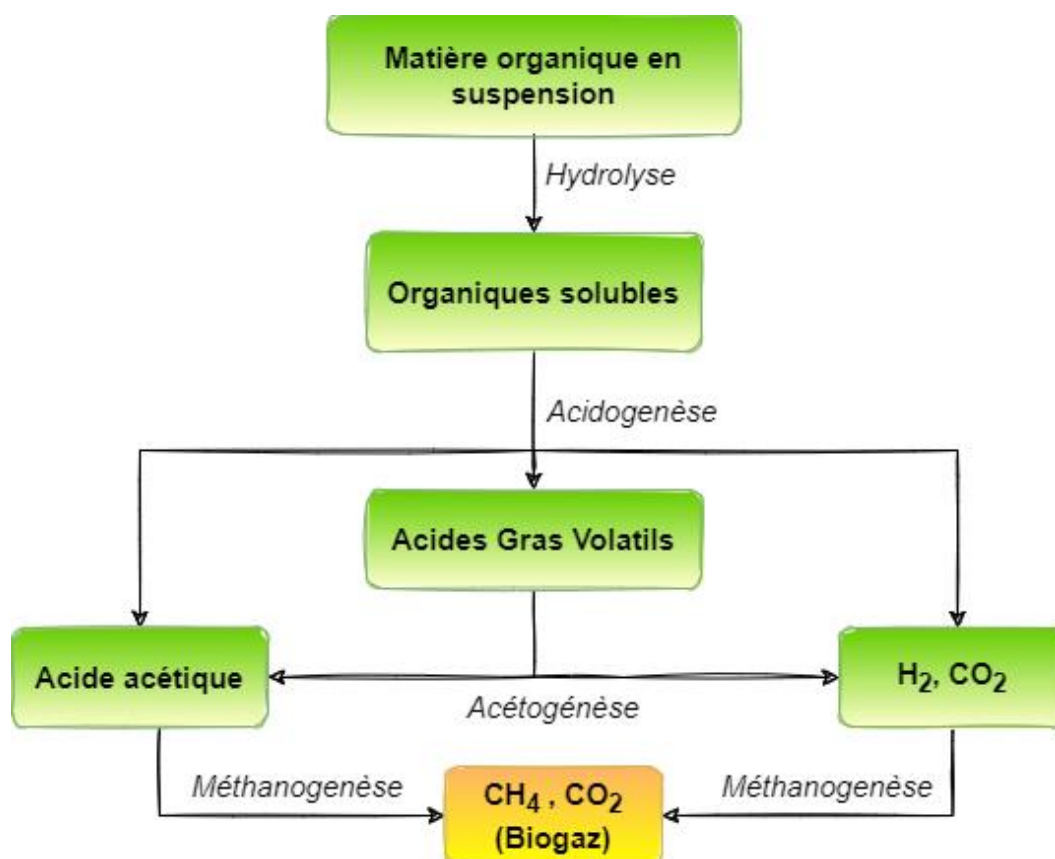 Matière organique en
suspension
Hydrolyse
Organiques solubles
Acidogenèse
Acides Gras Volatils
Acide acétique
H₂, CO₂
Acétogénèse
Méthanogenèse
CH₄ , CO₂
(Biogaz)
Méthanogenèse